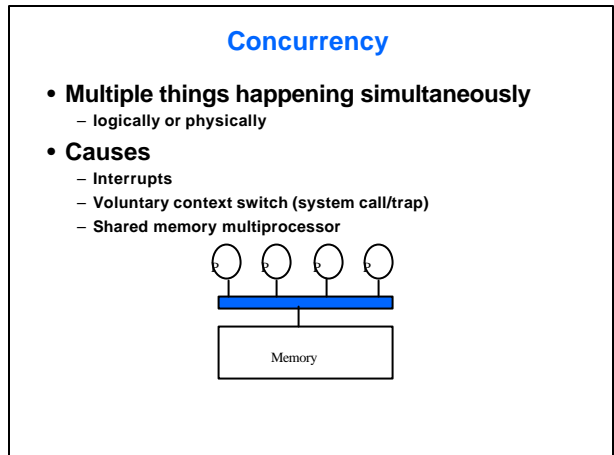 Concurrency
• Multiple things happening simultaneously
– logically or physically
• Causes
– Interrupts
– Voluntary context switch (system call/trap)
– Shared memory multiprocessor
P P P P
Memory